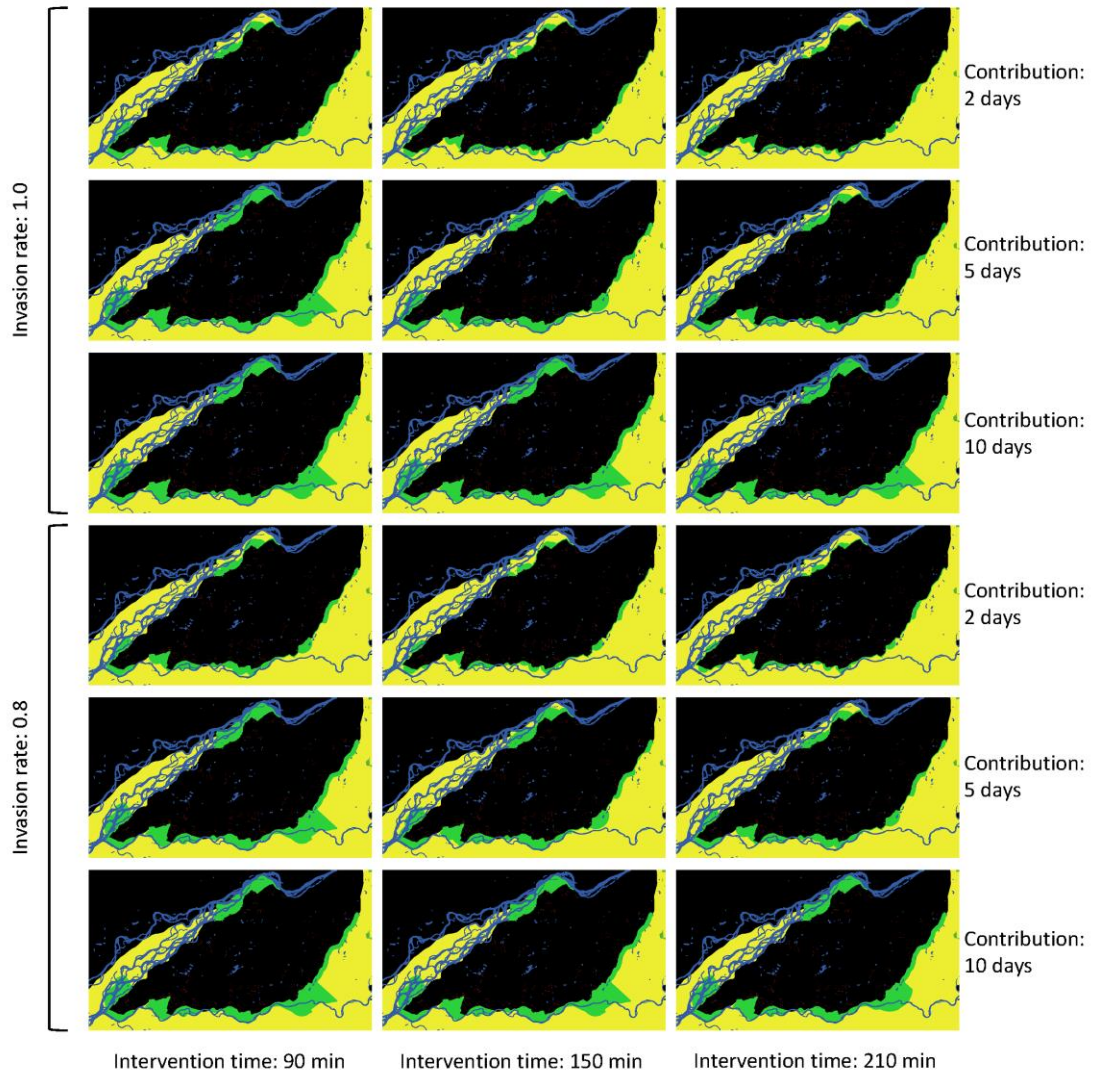 Invasion rate: 1.0
Contribution:
2 days
Contribution:
5 days
Contribution:
10 days
Invasion rate: 0.8
Contribution:
2 days
Contribution:
5 days
Contribution:
10 days
Intervention time: 90 min
Intervention time: 150 min
Intervention time: 210 min